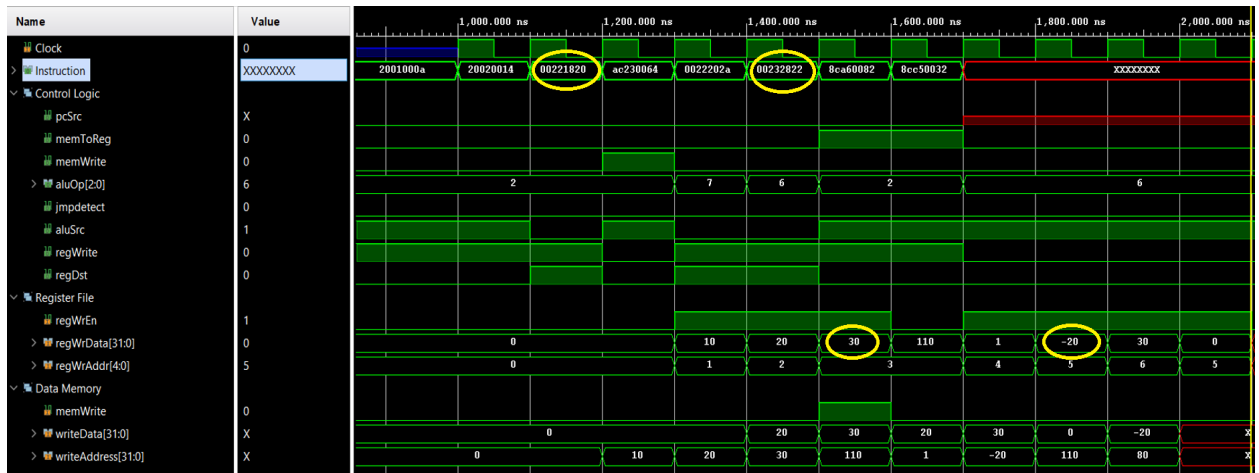 Name Value 1,000.000 ns 1,200.000 ns 1,400.000 ns 1,600.000 ns 1,800.000 ns 2,000.000 ns
Clock 0
Instruction XXXXXXXX 2001000a 20020014 00221820 ac230064 0022202a 00232822 8ca60082 8cc50032 XXXXXXXX
Control Logic
pcSrc X
memToReg 0
memWrite 0
aluOp[2:0] 6 2 7 6 2 6
jmpdetect 0
aluSrc 1
regWrite 0
regDst 0
Register File
regWrEn 1
regWrData[31:0] 0 0 10 20 30 110 1 -20 30 0
regWrAddr[4:0] 5 0 1 2 3 4 5 6 5
Data Memory
memWrite 0
writeData[31:0] X 0 20 30 20 30 0 -20 X
writeAddress[31:0] X 0 10 20 30 110 1 -20 110 80 X